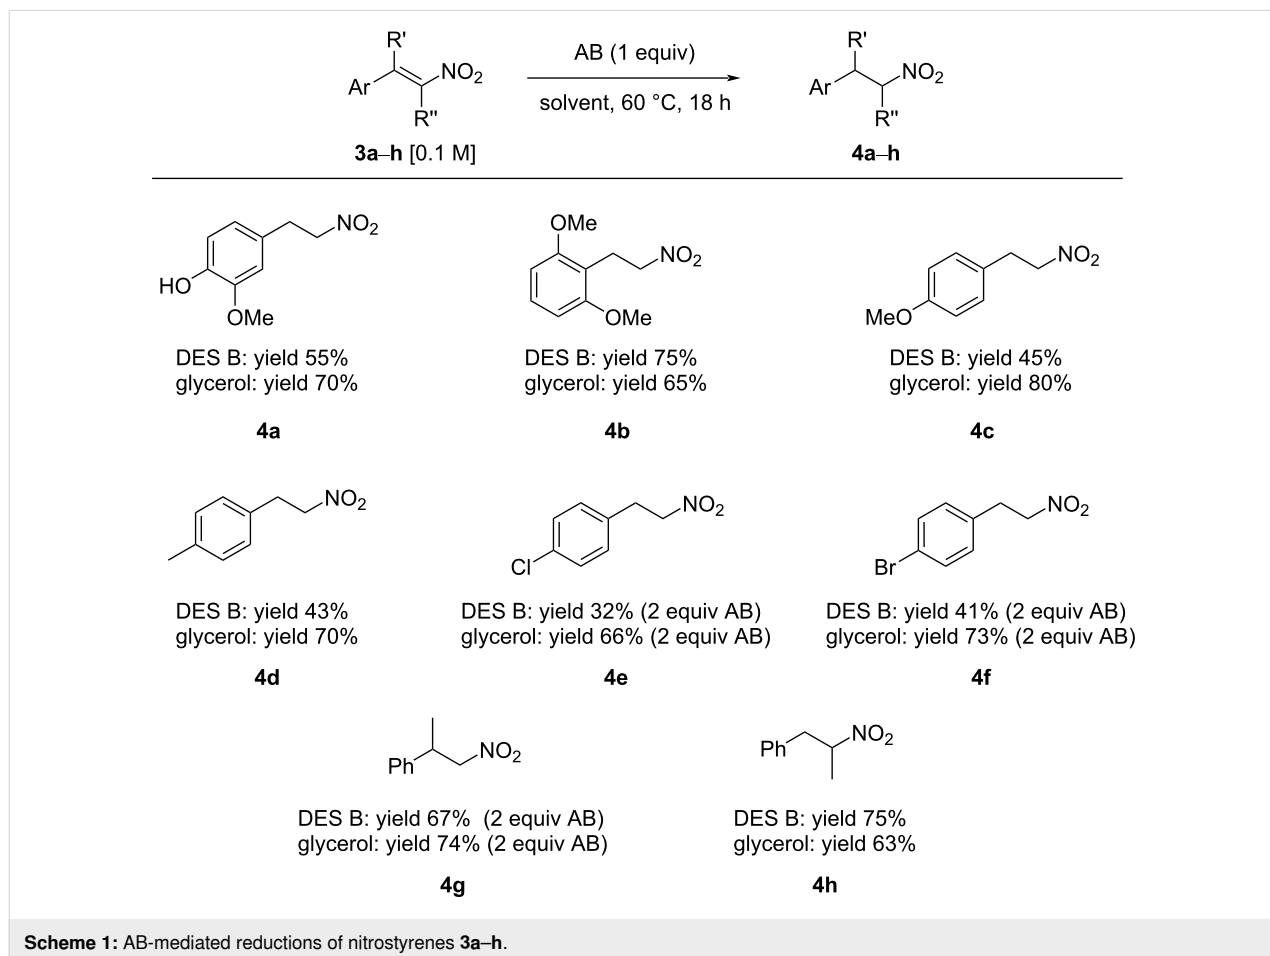 R'
Ar
NO2
R"
3a–h [0.1 M]
AB (1 equiv)
solvent, 60 °C, 18 h
R'
Ar
NO2
R"
4a–h
NO2
HO
OMe
DES B: yield 55%
glycerol: yield 70%
4a
OMe
NO2
OMe
DES B: yield 75%
glycerol: yield 65%
4b
NO2
MeO
DES B: yield 45%
glycerol: yield 80%
4c
NO2
DES B: yield 43%
glycerol: yield 70%
4d
NO2
Cl
DES B: yield 32% (2 equiv AB)
glycerol: yield 66% (2 equiv AB)
4e
NO2
Br
DES B: yield 41% (2 equiv AB)
glycerol: yield 73% (2 equiv AB)
4f
Ph
NO2
DES B: yield 67% (2 equiv AB)
glycerol: yield 74% (2 equiv AB)
4g
Ph
NO2
DES B: yield 75%
glycerol: yield 63%
4h
Scheme 1: AB-mediated reductions of nitrostyrenes 3a–h.